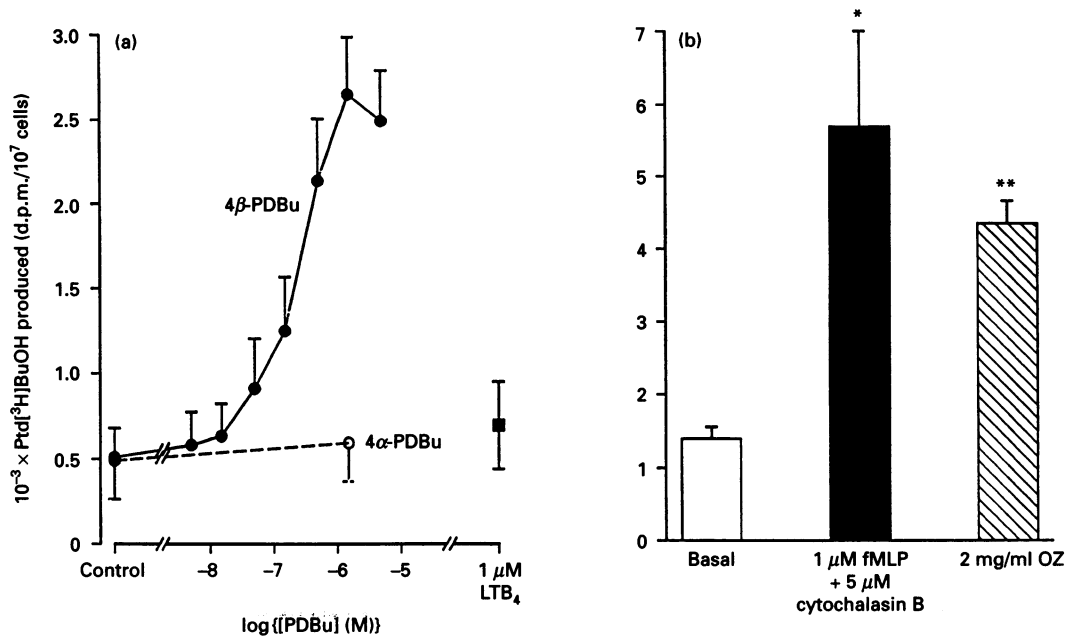 (a)
10⁻³ × Ptd[³H]BuOH produced (d.p.m./10⁷ cells)
3.0
2.5
2.0
1.5
1.0
0.5
0
4β-PDBu
4α-PDBu
Control
–8
–7
–6
–5
1 μM
LTB₄
log{[PDBu] (M)}
(b)
7
6
5
4
3
2
1
0
*
**
Basal
1 μM fMLP
+ 5 μM
cytochalasin B
2 mg/ml OZ